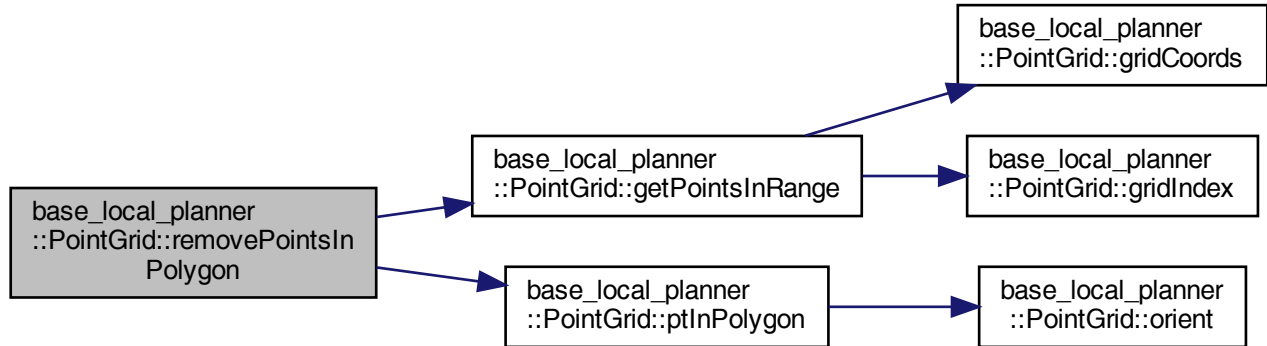 base_local_planner
::PointGrid::removePointsIn
Polygon
base_local_planner
::PointGrid::getPointsInRange
base_local_planner
::PointGrid::gridCoords
base_local_planner
::PointGrid::gridIndex
base_local_planner
::PointGrid::ptInPolygon
base_local_planner
::PointGrid::orient